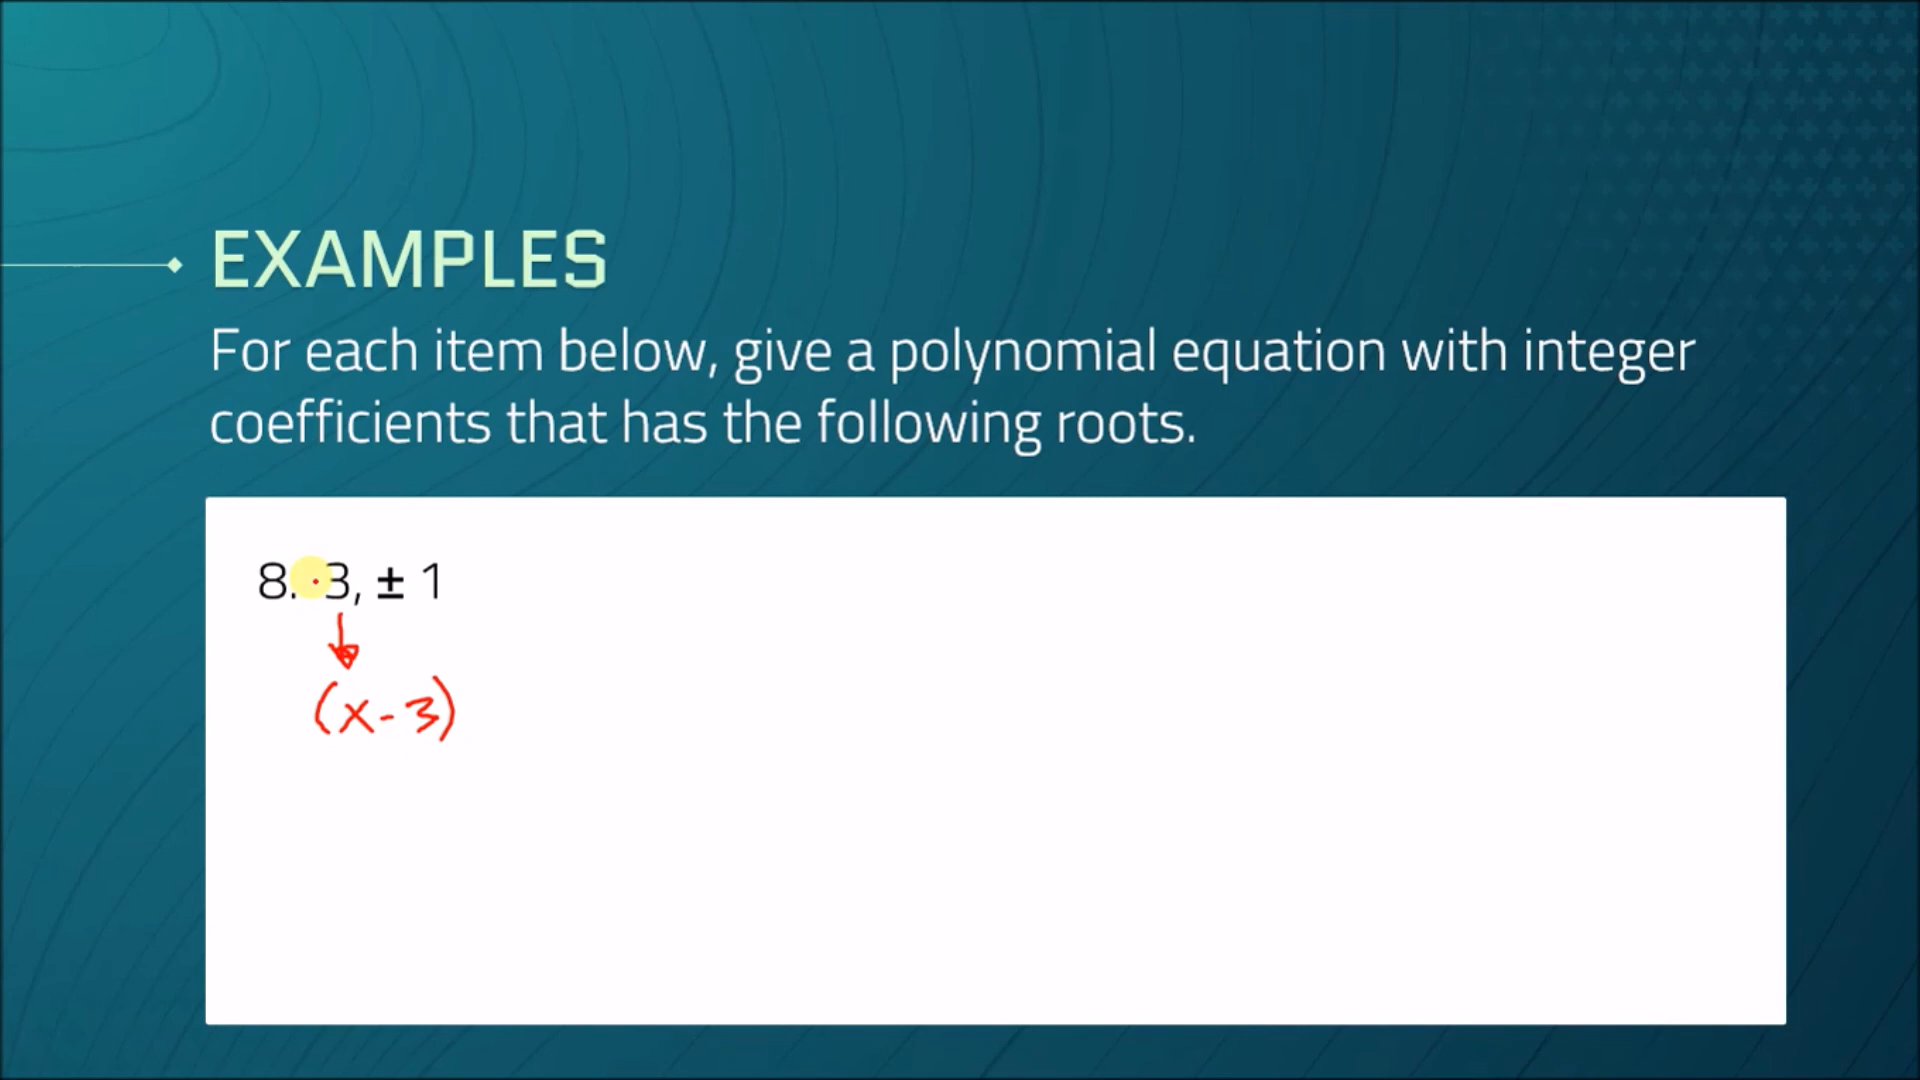 EXAMPLES
For each item below, give a polynomial equation with integer
coefficients that has the following roots.
8. 3, ± 1
(x - 3)